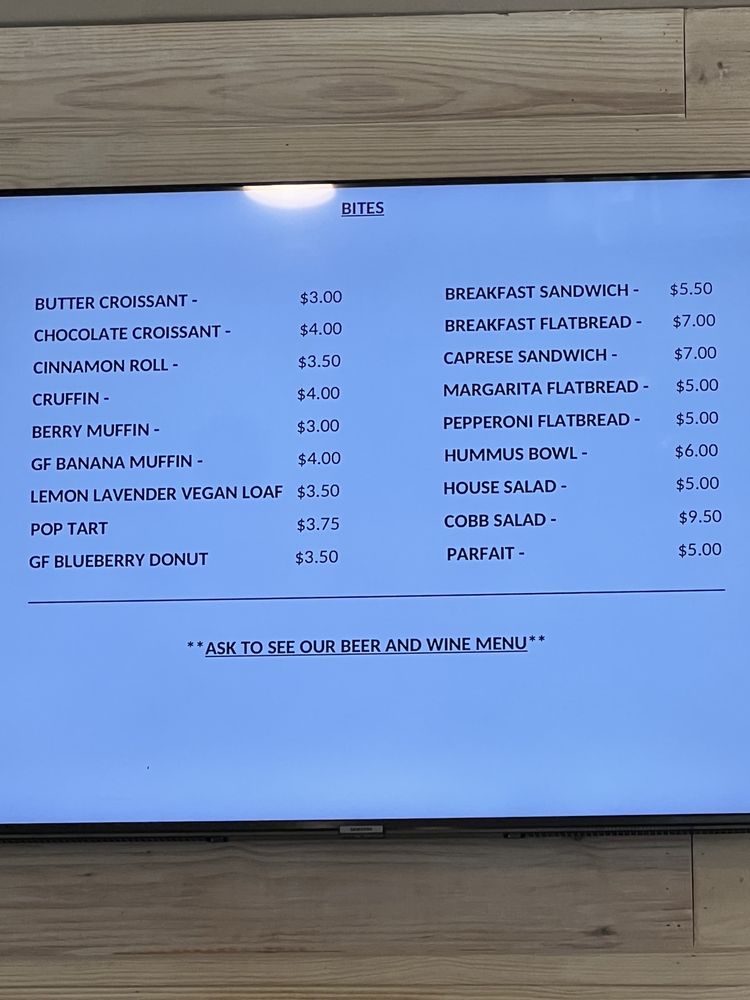 BITES
BUTTER CROISSANT - $3.00
CHOCOLATE CROISSANT - $4.00
CINNAMON ROLL - $3.50
CRUFFIN - $4.00
BERRY MUFFIN - $3.00
GF BANANA MUFFIN - $4.00
LEMON LAVENDER VEGAN LOAF $3.50
POP TART $3.75
GF BLUEBERRY DONUT $3.50
BREAKFAST SANDWICH - $5.50
BREAKFAST FLATBREAD - $7.00
CAPRESE SANDWICH - $7.00
MARGARITA FLATBREAD - $5.00
PEPPERONI FLATBREAD - $5.00
HUMMUS BOWL - $6.00
HOUSE SALAD - $5.00
COBB SALAD - $9.50
PARFAIT - $5.00
**ASK TO SEE OUR BEER AND WINE MENU**
SAMSUNG